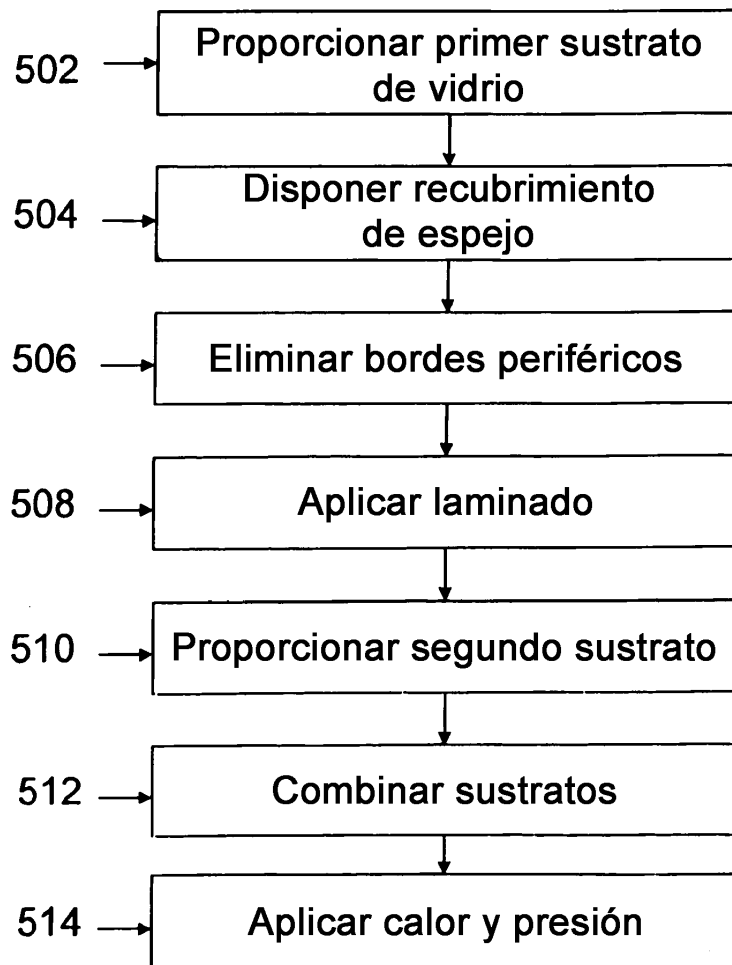 502
Proporcionar primer sustrato
de vidrio
504
Disponer recubrimiento
de espejo
506
Eliminar bordes periféricos
508
Aplicar laminado
510
Proporcionar segundo sustrato
512
Combinar sustratos
514
Aplicar calor y presión